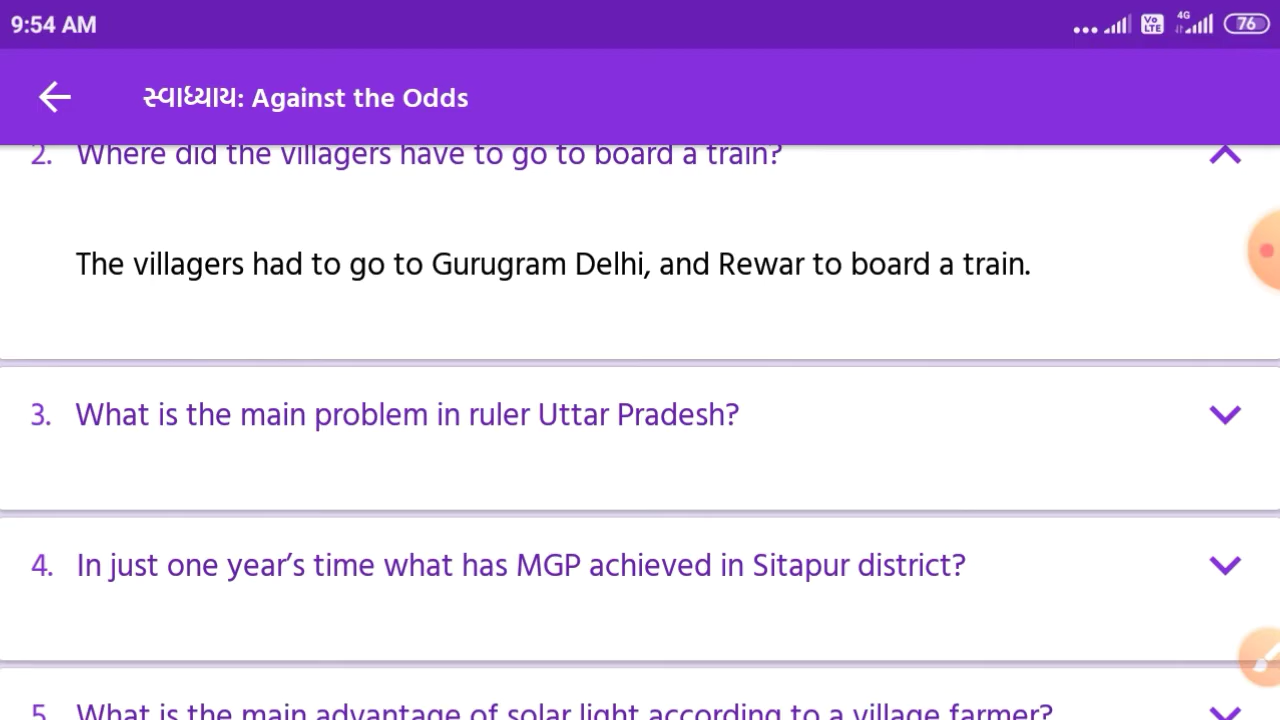 9:54 AM
Vo LTE 4G 76
સ્વાધ્યાય: Against the Odds
2. Where did the villagers have to go to board a train?
The villagers had to go to Gurugram Delhi, and Rewar to board a train.
3. What is the main problem in ruler Uttar Pradesh?
4. In just one year’s time what has MGP achieved in Sitapur district?
5. What is the main advantage of solar light according to a village farmer?